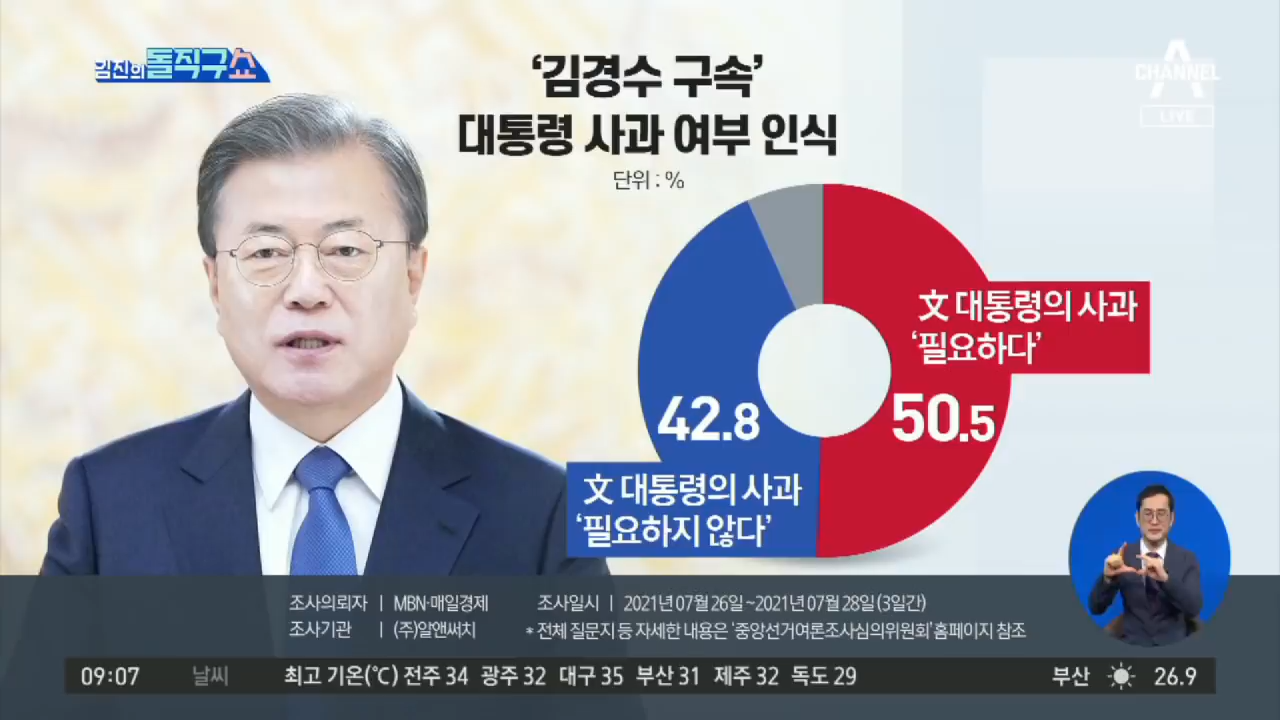 김진의 돌직구쇼
CHANNEL A
LIVE
‘김경수 구속’
대통령 사과 여부 인식
단위 : %
文 대통령의 사과
‘필요하다’
50.5
42.8
文 대통령의 사과
‘필요하지 않다’
조사의뢰자 | MBN·매일경제 조사일시 | 2021년 07월 26일 ~2021년 07월 28일 (3일간)
조사기관 | (주)알앤써치 * 전체 질문지 등 자세한 내용은 ‘중앙선거여론조사심의위원회’ 홈페이지 참조
09:07 날씨 최고 기온(℃) 전주 34 광주 32 대구 35 부산 31 제주 32 독도 29 부산 26.9